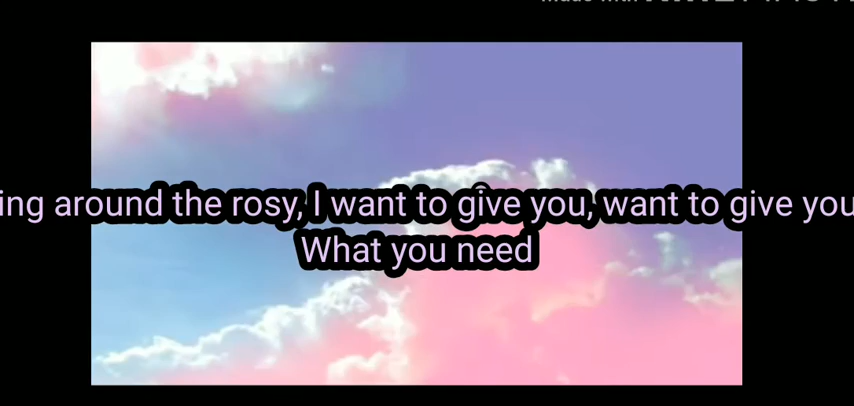 ing around the rosy, I want to give you, want to give you
What you need